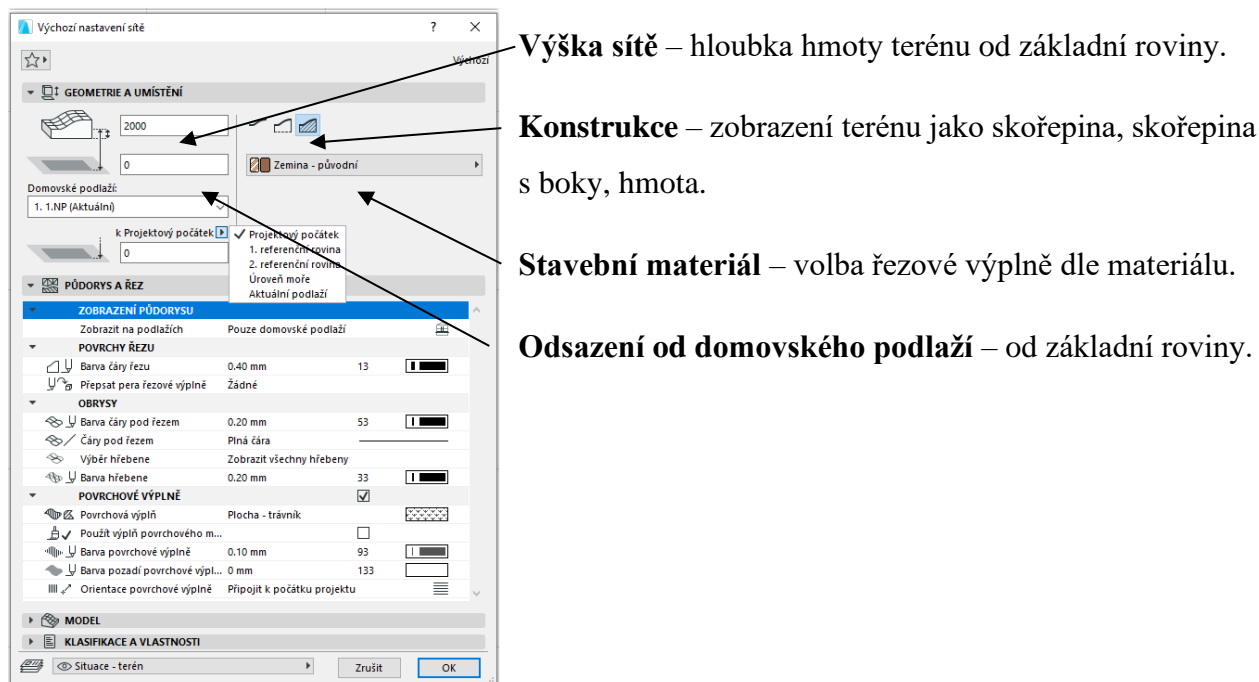 Výchozí nastavení sítě ? X
Výchozí
GEOMETRIE A UMÍSTĚNÍ
2000
0
Zemina - původní
Domovské podlaží:
1. 1.NP (Aktuální)
k Projektový počátek
0
Projektový počátek
1. referenční rovina
2. referenční rovina
Úroveň moře
Aktuální podlaží
PŮDORYS A ŘEZ
ZOBRAZENÍ PŮDORYSU
Zobrazit na podlažích Pouze domovské podlaží
POVRCHY ŘEZU
Barva čáry řezu 0.40 mm 13
Přepsat pera řezové výplně Žádné
OBRYSY
Barva čáry pod řezem 0.20 mm 53
Čáry pod řezem Plná čára
Výběr hřebene Zobrazit všechny hřebeny
Barva hřebene 0.20 mm 33
POVRCHOVÉ VÝPLNĚ
Povrchová výplň Plocha - trávník
Použít výplň povrchového m...
Barva povrchové výplně 0.10 mm 93
Barva pozadí povrchové výpl... 0 mm 133
Orientace povrchové výplně Připojit k počátku projektu
MODEL
KLASIFIKACE A VLASTNOSTI
Situace - terén Zrušit OK
Výška sítě – hloubka hmoty terénu od základní roviny.
Konstrukce – zobrazení terénu jako skořepina, skořepina
s boky, hmota.
Stavební materiál – volba řezové výplně dle materiálu.
Odsazení od domovského podlaží – od základní roviny.